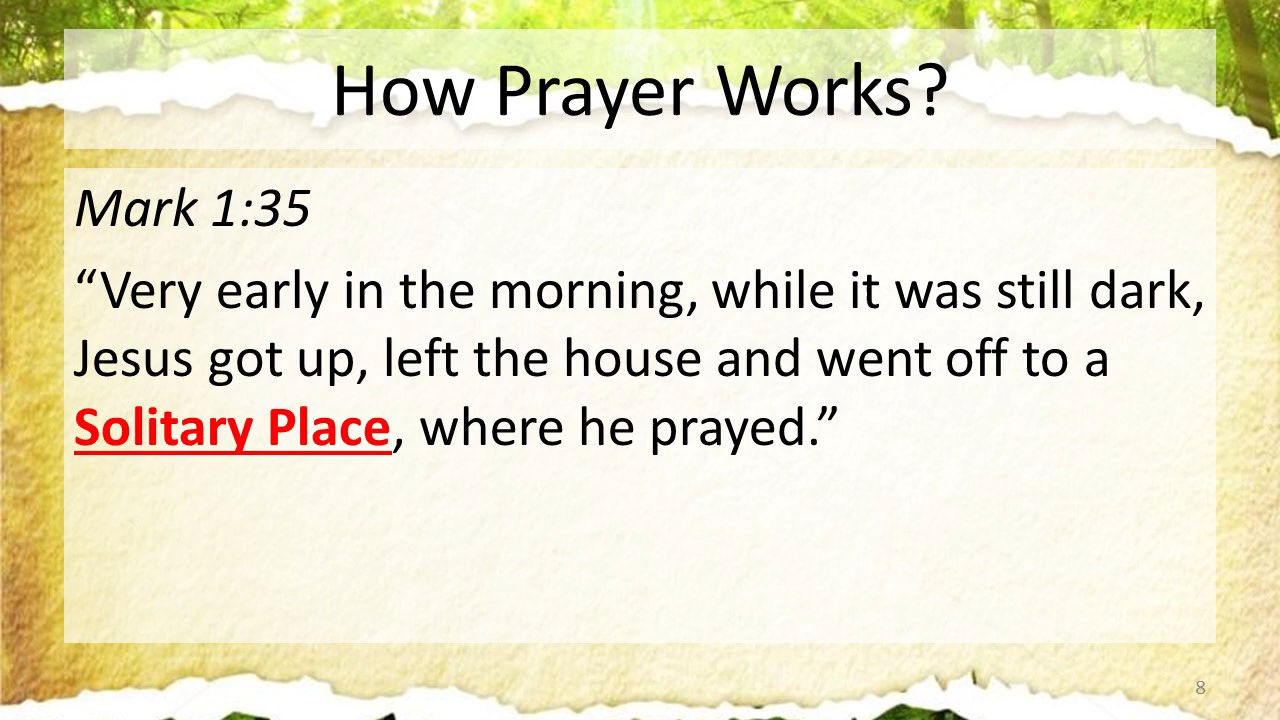 How Prayer Works?
Mark 1:35
“Very early in the morning, while it was still dark,
Jesus got up, left the house and went off to a
Solitary Place, where he prayed.”
8